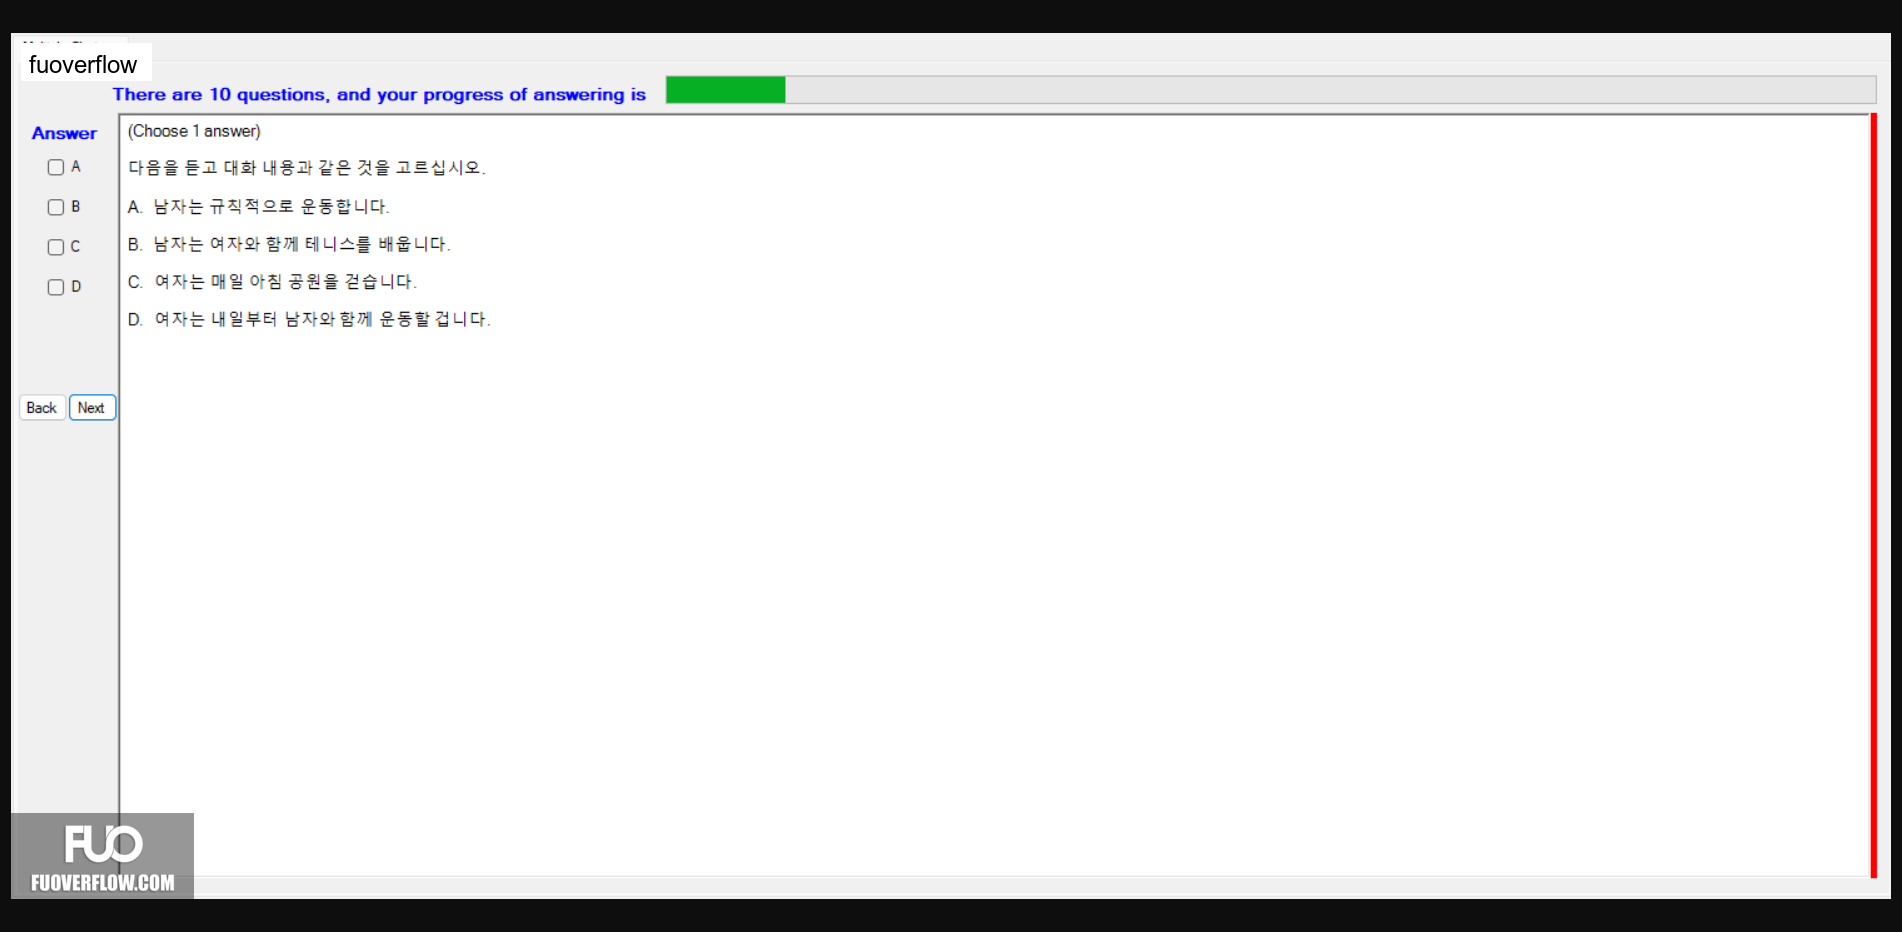 fuoverflow
There are 10 questions, and your progress of answering is
Answer
(Choose 1 answer)
A
다음을 듣고 대화 내용과 같은 것을 고르십시오.
B
A. 남자는 규칙적으로 운동합니다.
C
B. 남자는 여자와 함께 테니스를 배웁니다.
D
C. 여자는 매일 아침 공원을 걷습니다.
D. 여자는 내일부터 남자와 함께 운동할 겁니다.
Back Next
FUO
FUOVERFLOW.COM